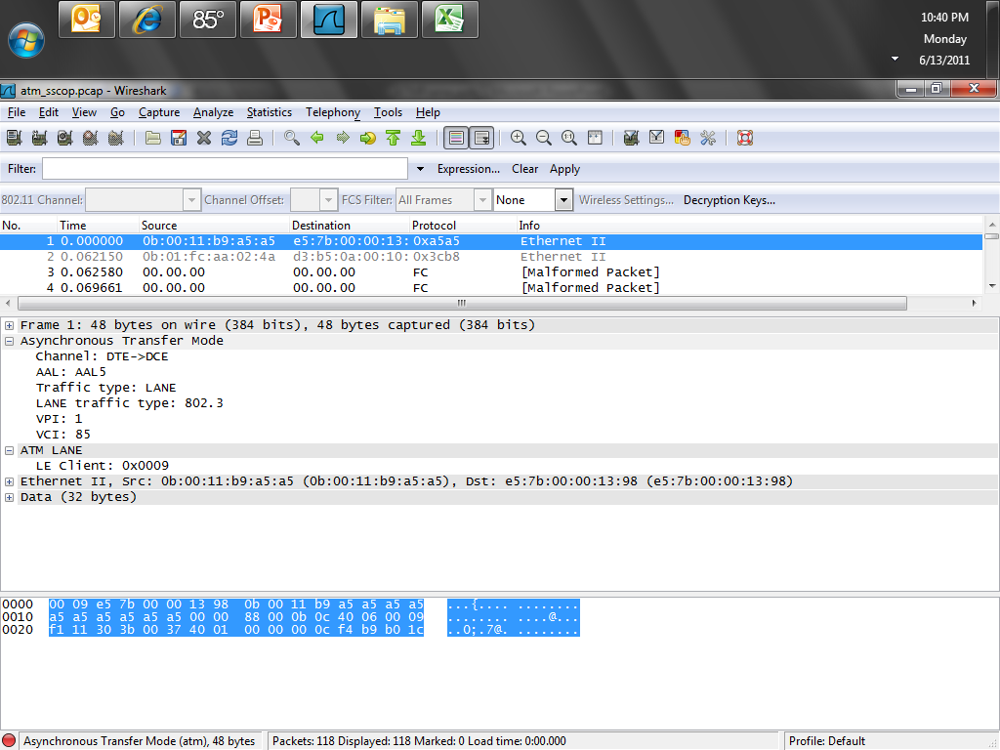 85°
10:40 PM
Monday
6/13/2011
atm_sscop.pcap - Wireshark
File Edit View Go Capture Analyze Statistics Telephony Tools Help
Filter: Expression... Clear Apply
802.11 Channel: Channel Offset: FCS Filter: All Frames None Wireless Settings... Decryption Keys...
No. Time Source Destination Protocol Info
1 0.000000 0b:00:11:b9:a5:a5 e5:7b:00:00:13: 0xa5a5 Ethernet II
2 0.062150 0b:01:fc:aa:02:4a d3:b5:0a:00:10: 0x3cb8 Ethernet II
3 0.062580 00.00.00 00.00.00 FC [Malformed Packet]
4 0.069661 00.00.00 00.00.00 FC [Malformed Packet]
Frame 1: 48 bytes on wire (384 bits), 48 bytes captured (384 bits)
Asynchronous Transfer Mode
Channel: DTE->DCE
AAL: AAL5
Traffic type: LANE
LANE traffic type: 802.3
VPI: 1
VCI: 85
ATM LANE
LE Client: 0x0009
Ethernet II, Src: 0b:00:11:b9:a5:a5 (0b:00:11:b9:a5:a5), Dst: e5:7b:00:00:13:98 (e5:7b:00:00:13:98)
Data (32 bytes)
0000 00 09 e5 7b 00 00 13 98 0b 00 11 b9 a5 a5 a5 a5 ...{.... ........
0010 a5 a5 a5 a5 a5 a5 00 00 88 00 0b 0c 40 06 00 09 ........ ....@...
0020 f1 11 30 3b 00 37 40 01 00 00 00 0c f4 b9 b0 1c ..0;.7@. ........
Asynchronous Transfer Mode (atm), 48 bytes Packets: 118 Displayed: 118 Marked: 0 Load time: 0:00.000 Profile: Default